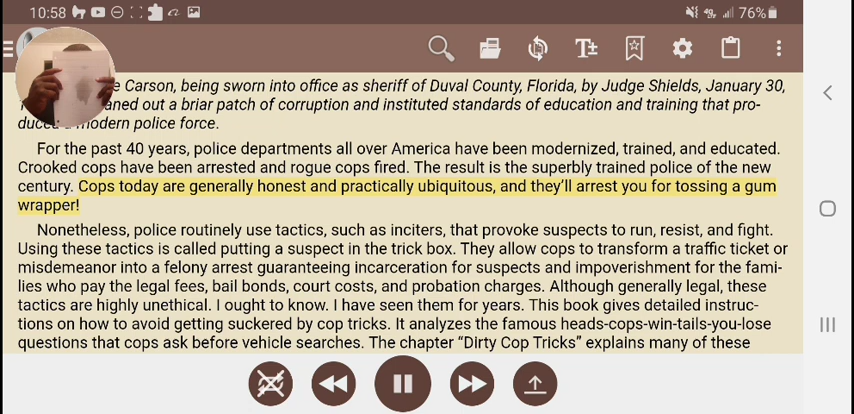 10:58
4G 76%
T±
e Carson, being sworn into office as sheriff of Duval County, Florida, by Judge Shields, January 30,
aned out a briar patch of corruption and instituted standards of education and training that pro-
modern police force.
For the past 40 years, police departments all over America have been modernized, trained, and educated.
Crooked cops have been arrested and rogue cops fired. The result is the superbly trained police of the new
century. Cops today are generally honest and practically ubiquitous, and they'll arrest you for tossing a gum
wrapper!
Nonetheless, police routinely use tactics, such as inciters, that provoke suspects to run, resist, and fight.
Using these tactics is called putting a suspect in the trick box. They allow cops to transform a traffic ticket or
misdemeanor into a felony arrest guaranteeing incarceration for suspects and impoverishment for the fami-
lies who pay the legal fees, bail bonds, court costs, and probation charges. Although generally legal, these
tactics are highly unethical. I ought to know. I have seen them for years. This book gives detailed instruc-
tions on how to avoid getting suckered by cop tricks. It analyzes the famous heads-cops-win-tails-you-lose
questions that cops ask before vehicle searches. The chapter “Dirty Cop Tricks” explains many of these